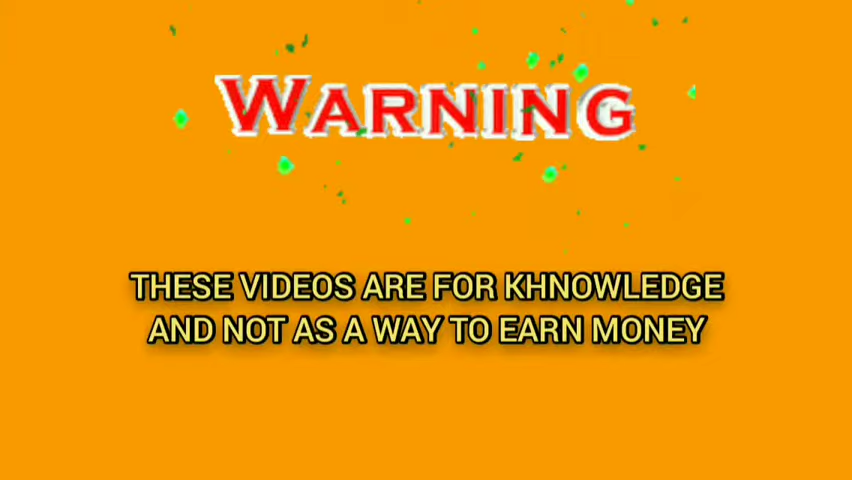 WARNING
THESE VIDEOS ARE FOR KHNOWLEDGE
AND NOT AS A WAY TO EARN MONEY